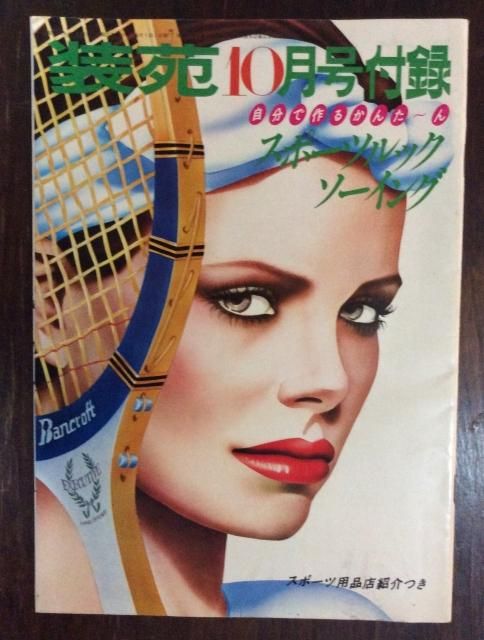 装苑10月号付録
自分で作るかんた〜ん
スポーツルック
ソーイング
Bancroft
EXECUTIVE
スポーツ用品店紹介つき